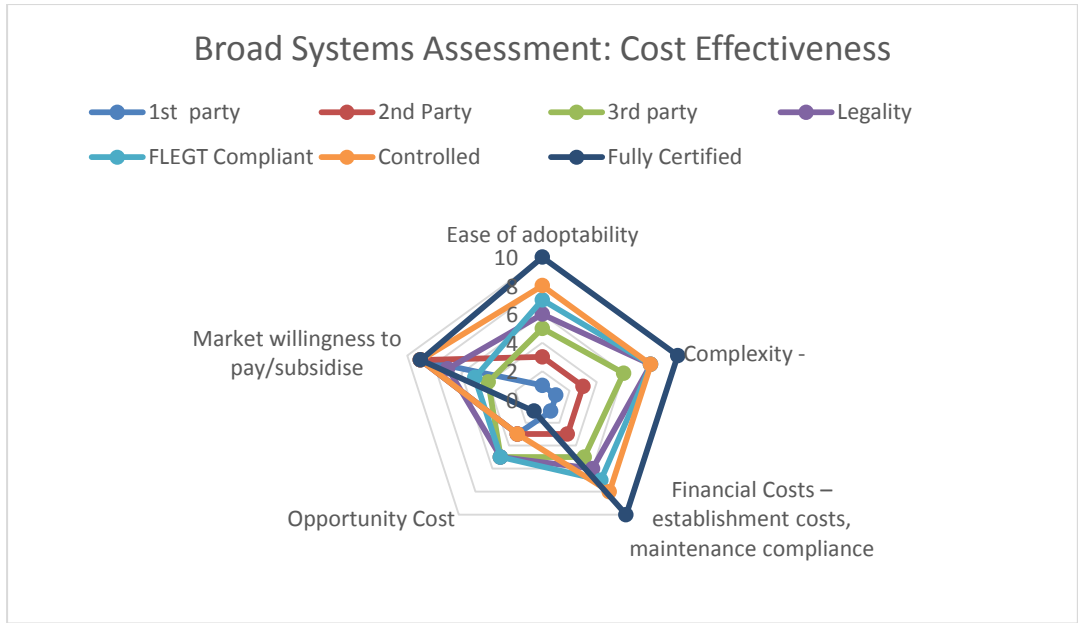 Broad Systems Assessment: Cost Effectiveness
1st party
2nd Party
3rd party
Legality
FLEGT Compliant
Controlled
Fully Certified
Ease of adoptability
10
8
6
4
2
0
Complexity -
Financial Costs –
establishment costs,
maintenance compliance
Opportunity Cost
Market willingness to
pay/subsidise